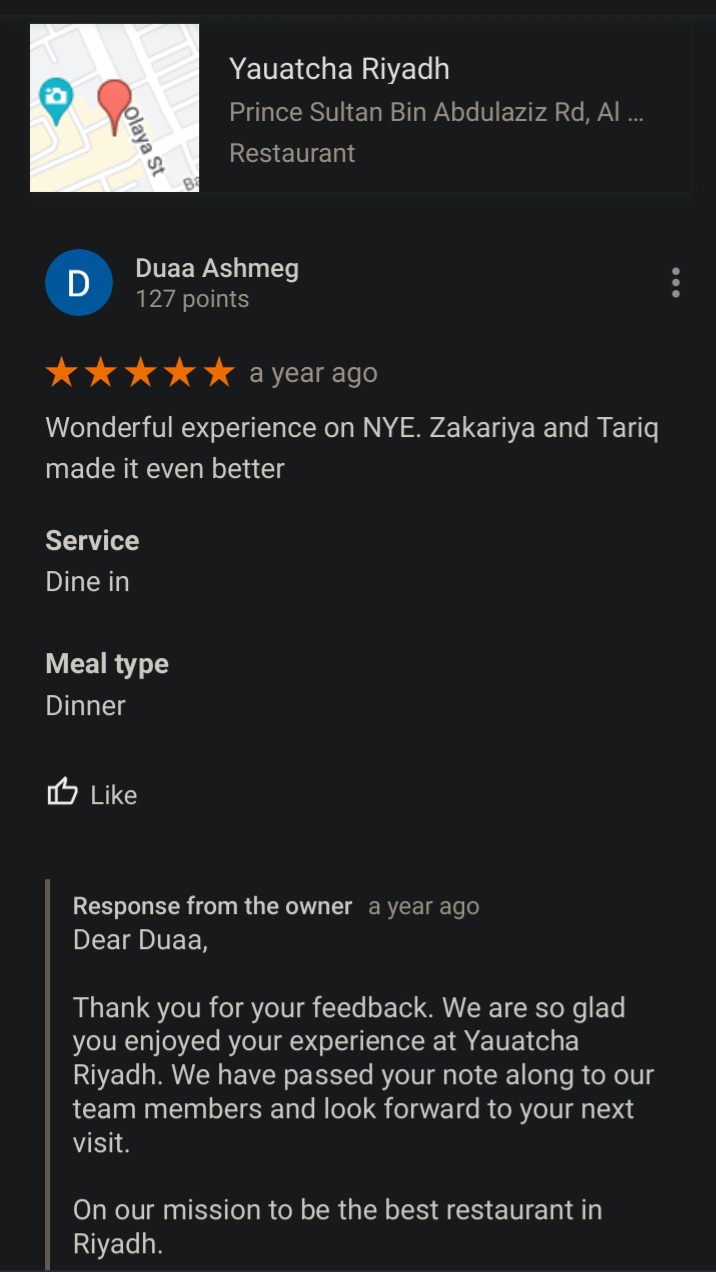 Yauatcha Riyadh
Prince Sultan Bin Abdulaziz Rd, Al ...
Restaurant
Olaya St
D
Duaa Ashmeg
127 points
a year ago
Wonderful experience on NYE. Zakariya and Tariq
made it even better
Service
Dine in
Meal type
Dinner
Like
Response from the owner a year ago
Dear Duaa,
Thank you for your feedback. We are so glad
you enjoyed your experience at Yauatcha
Riyadh. We have passed your note along to our
team members and look forward to your next
visit.
On our mission to be the best restaurant in
Riyadh.